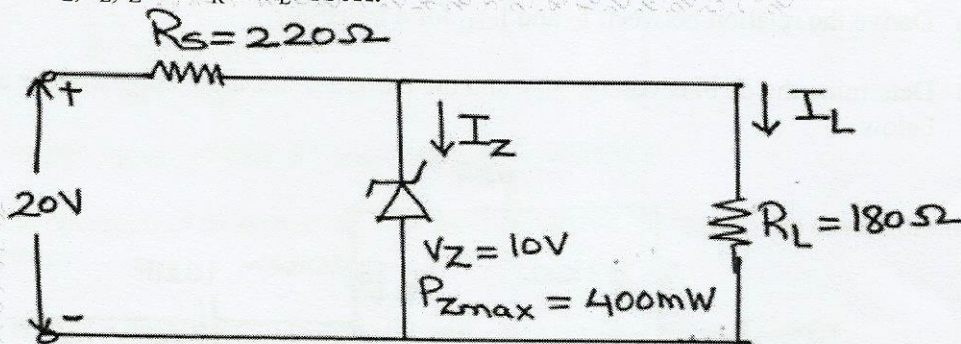 Rs=220Ω
+
IZ
IL
20V
RL=180Ω
VZ=10V
PZmax=400mW
-